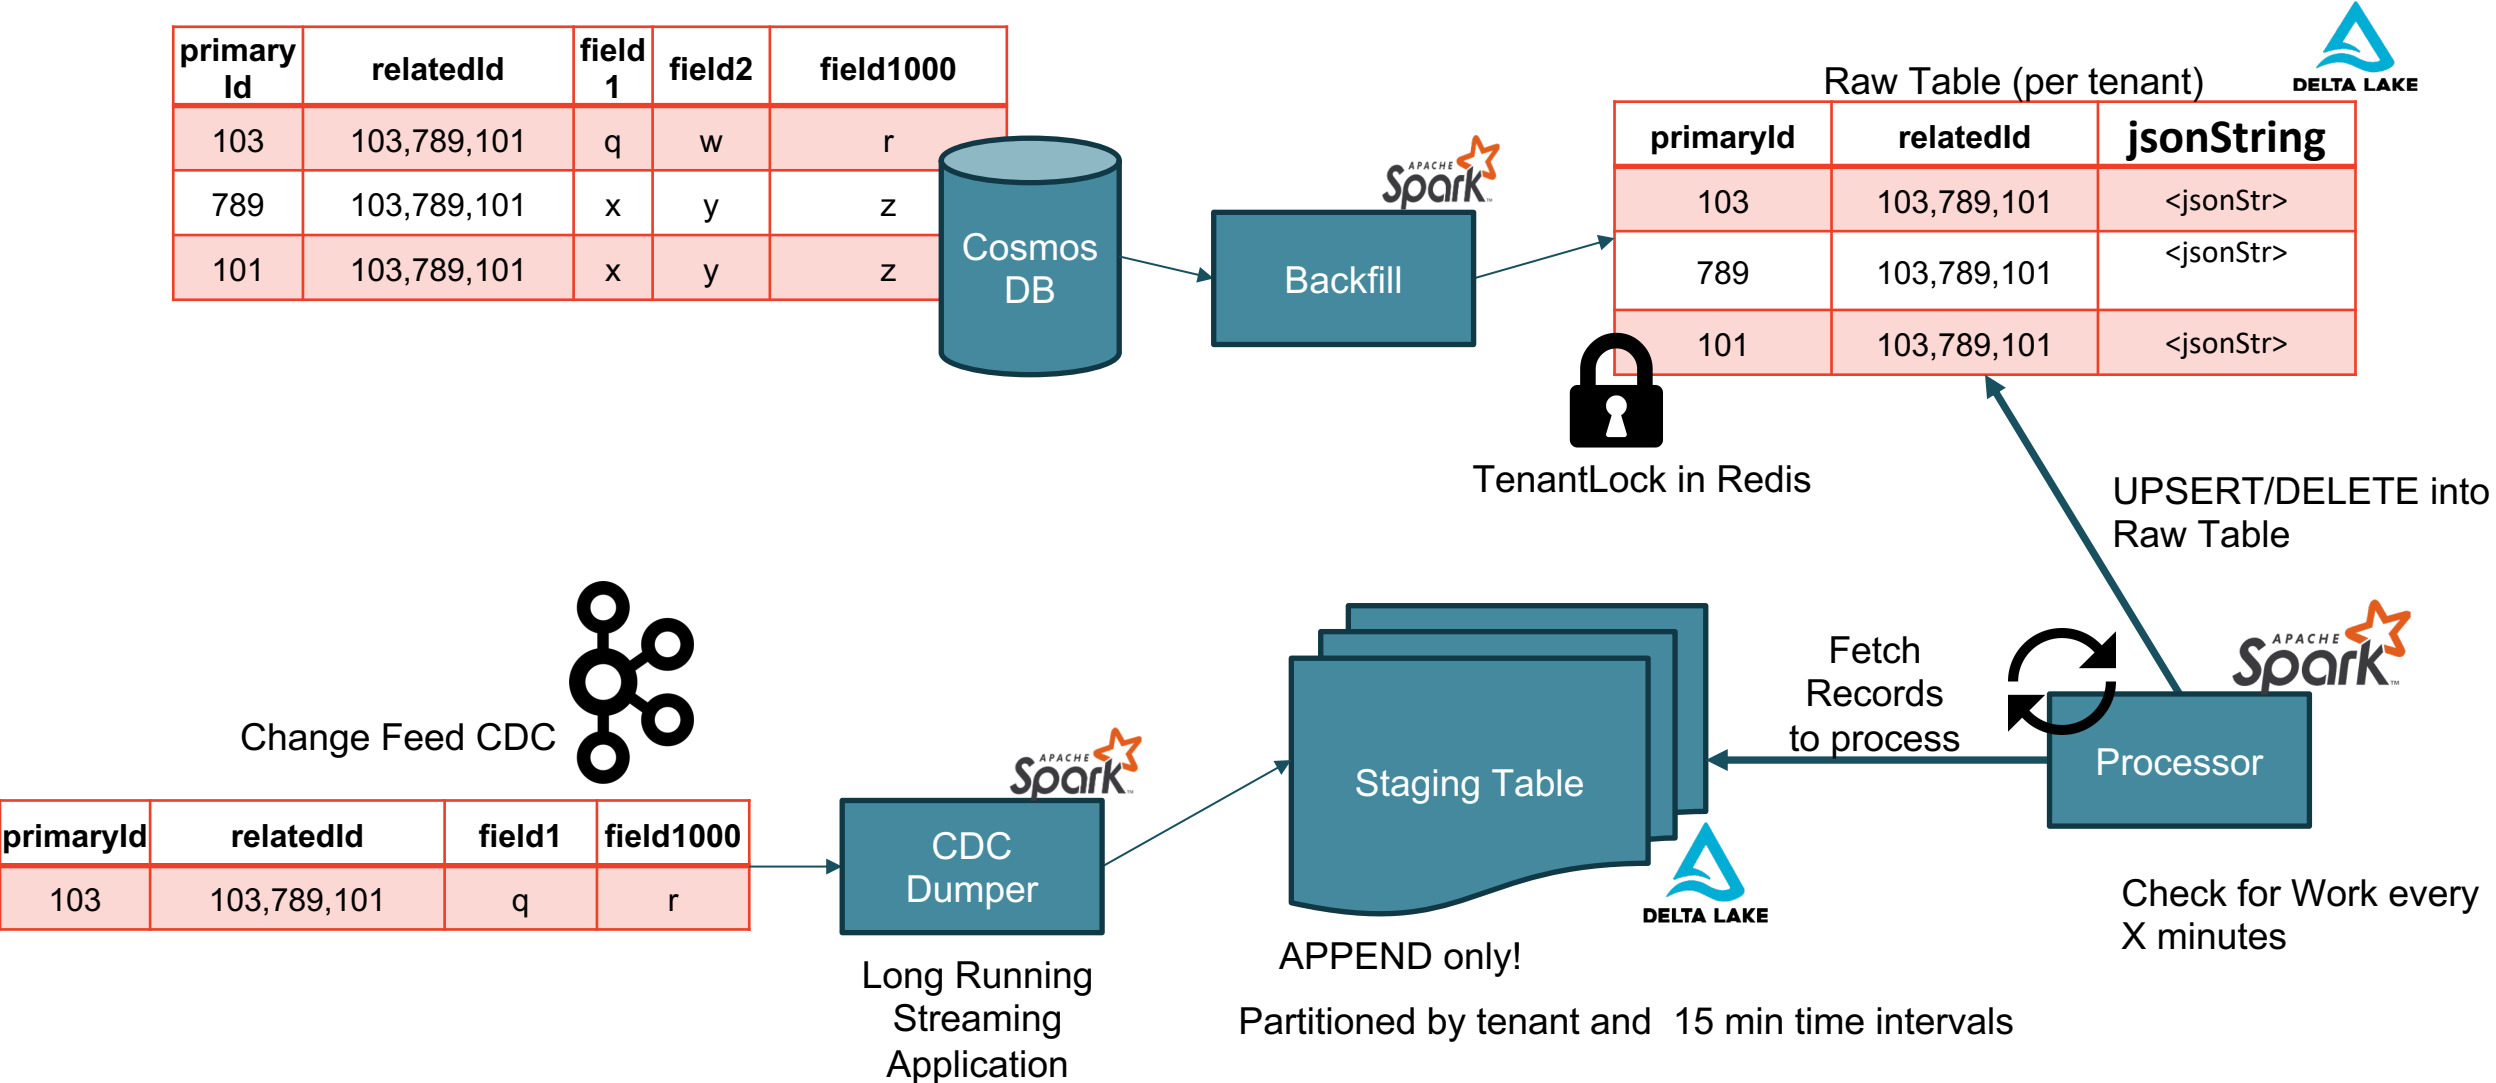 primary
Id
relatedId
field
1
field2
field1000
103
103,789,101
q
w
r
789
103,789,101
x
y
z
101
103,789,101
x
y
z
Cosmos
DB
APACHE
Spark™
Backfill
Raw Table (per tenant)
DELTA LAKE
primaryId
relatedId
jsonString
103
103,789,101
<jsonStr>
789
103,789,101
<jsonStr>
101
103,789,101
<jsonStr>
TenantLock in Redis
UPSERT/DELETE into
Raw Table
Change Feed CDC
primaryId
relatedId
field1
field1000
103
103,789,101
q
r
APACHE
Spark™
CDC
Dumper
Long Running
Streaming
Application
Staging Table
DELTA LAKE
APPEND only!
Partitioned by tenant and  15 min time intervals
Fetch
Records
to process
APACHE
Spark™
Processor
Check for Work every
X minutes